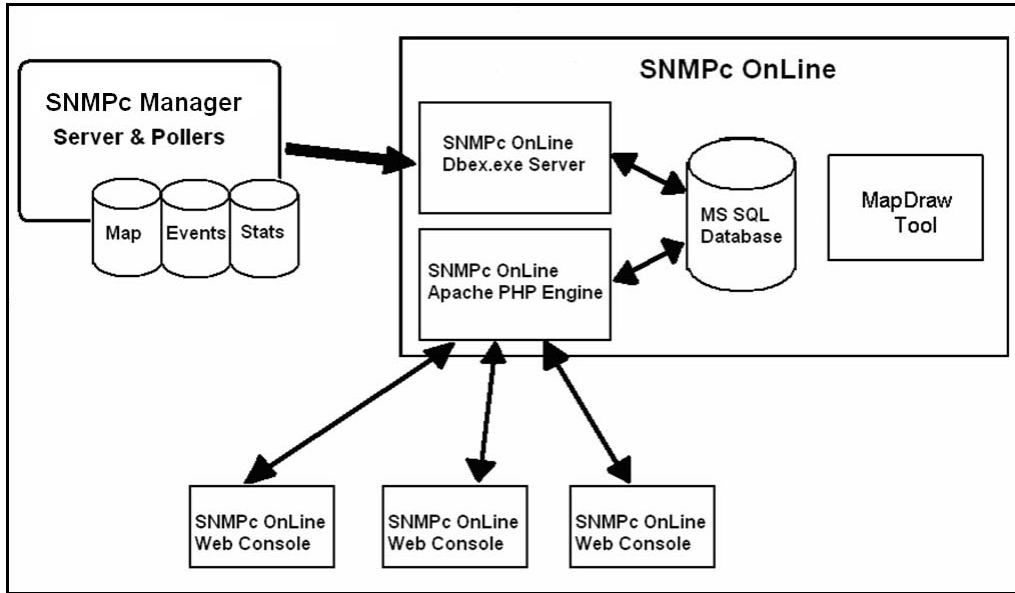 SNMPc Manager
Server & Pollers
Map
Events
Stats
SNMPc OnLine
SNMPc OnLine
Dbex.exe Server
SNMPc OnLine
Apache PHP Engine
MS SQL
Database
MapDraw
Tool
SNMPc OnLine
Web Console
SNMPc OnLine
Web Console
SNMPc OnLine
Web Console